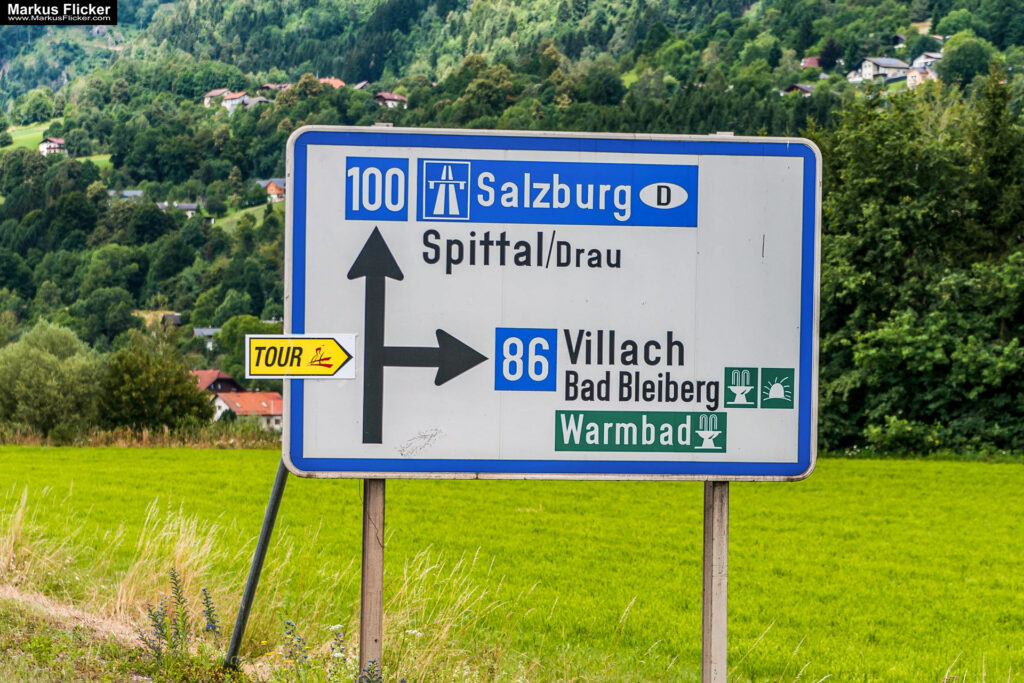 Markus Flicker
www.MarkusFlicker.com
100 Salzburg D
Spittal/Drau
TOUR
86 Villach
Bad Bleiberg
Warmbad